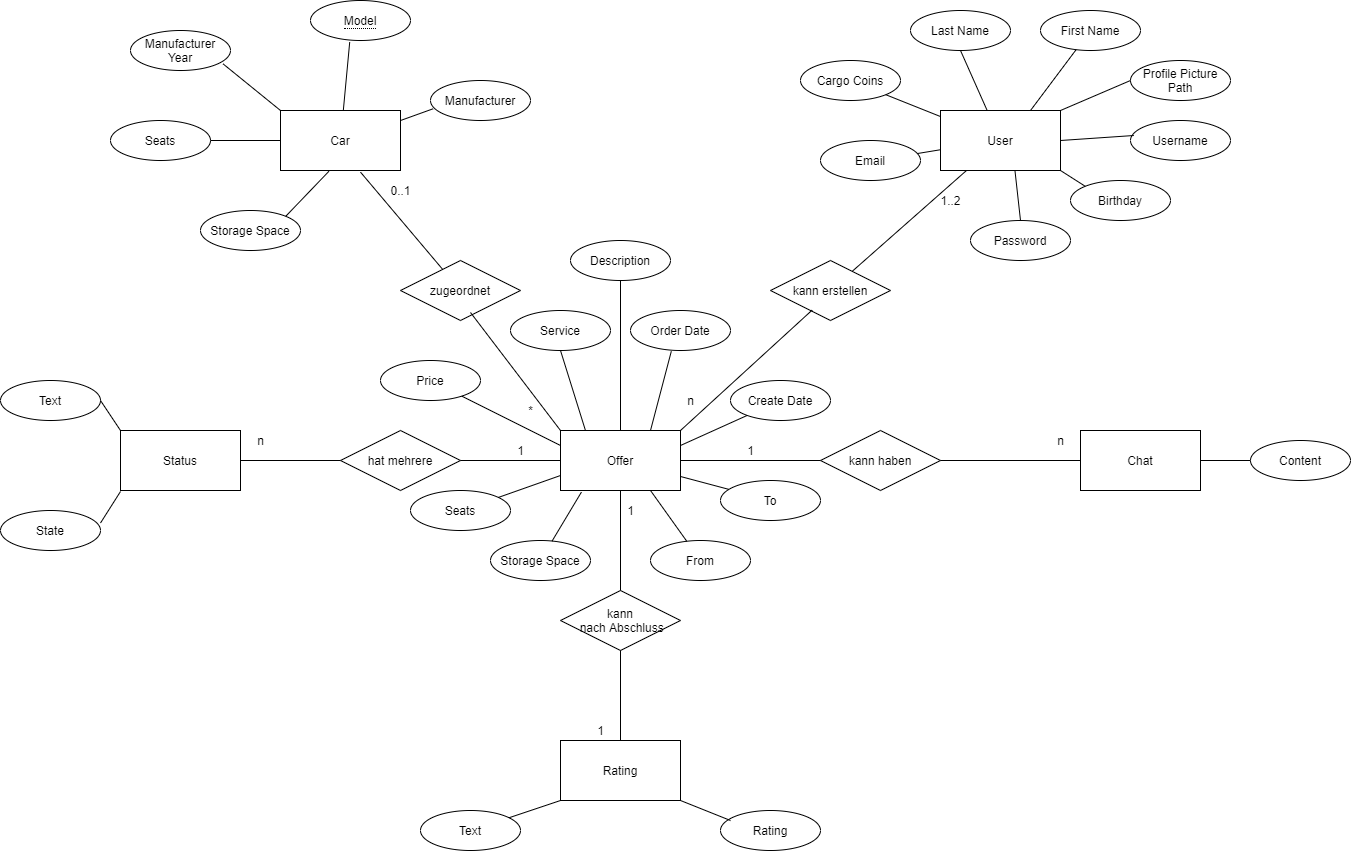 Model
Last Name
First Name
Manufacturer
Year
Cargo Coins
Profile Picture
Path
Manufacturer
Seats
Car
User
Username
Email
0..1
1..2
Birthday
Storage Space
Password
Description
zugeordnet
kann erstellen
Service
Order Date
Price
Text
*
n
Create Date
n
1
1
n
Status
hat mehrere
Offer
kann haben
Chat
Content
Seats
1
To
State
Storage Space
From
kann
nach Abschluss
1
Rating
Text
Rating